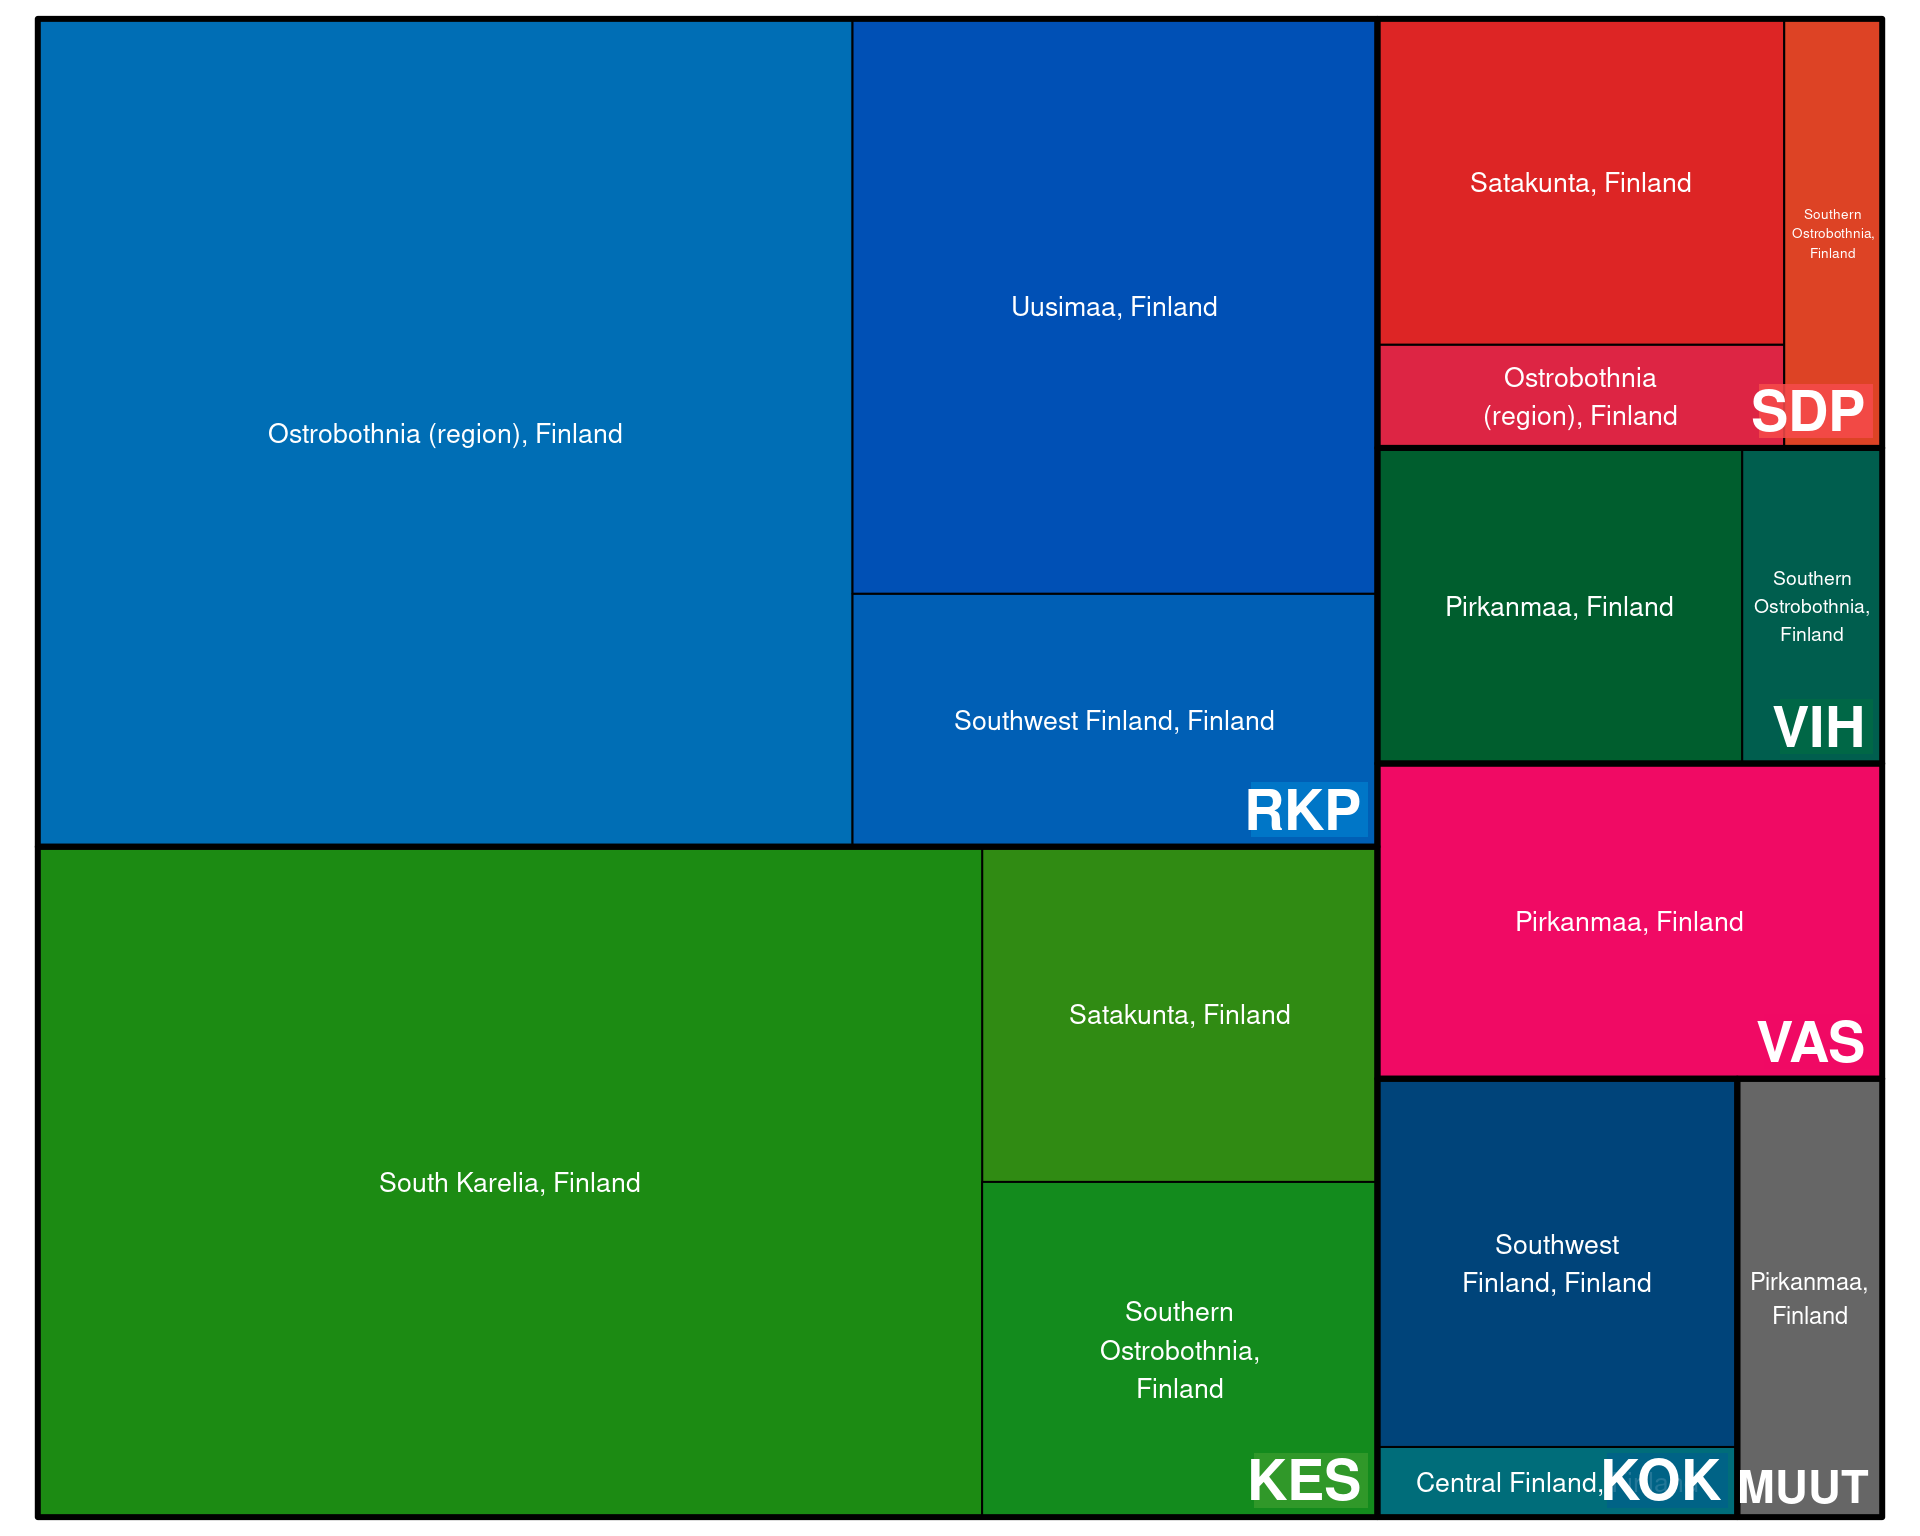 Ostrobothnia (region), Finland
Uusimaa, Finland
Southwest Finland, Finland
RKP
South Karelia, Finland
Satakunta, Finland
Southern
Ostrobothnia,
Finland
KES
Satakunta, Finland
Ostrobothnia
(region), Finland
Southern
Ostrobothnia,
Finland
SDP
Pirkanmaa, Finland
Southern
Ostrobothnia,
Finland
VIH
Pirkanmaa, Finland
VAS
Southwest
Finland, Finland
Central Finland,
KOK
Pirkanmaa,
Finland
MUUT